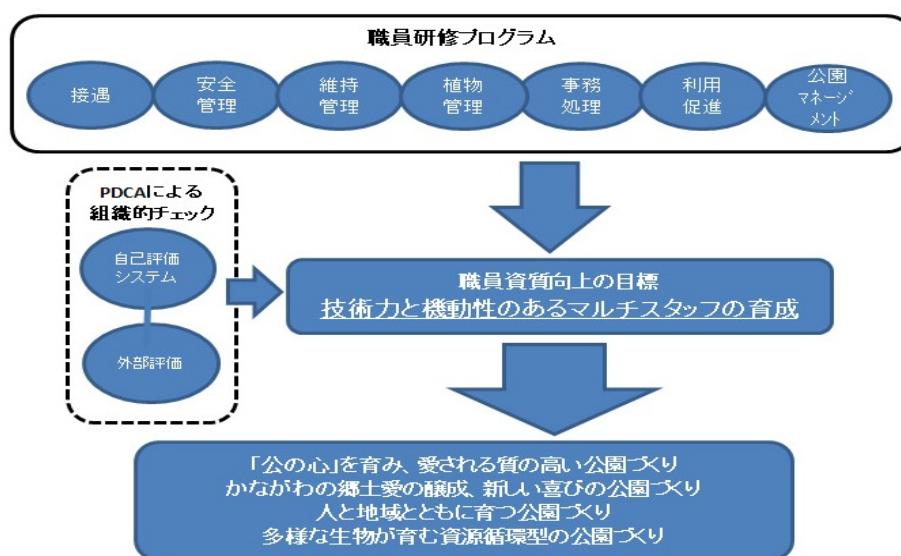 職員研修プログラム
接遇
安全
管理
維持
管理
植物
管理
事務
処理
利用
促進
公園
マネージ
メント
PDCAによる
組織的チェック
自己評価
システム
外部評価
職員資質向上の目標
技術力と機動性のあるマルチスタッフの育成
「公の心」を育み、愛される質の高い公園づくり
かながわの郷土愛の醸成、新しい喜びの公園づくり
人と地域とともに育つ公園づくり
多様な生物が育む資源循環型の公園づくり